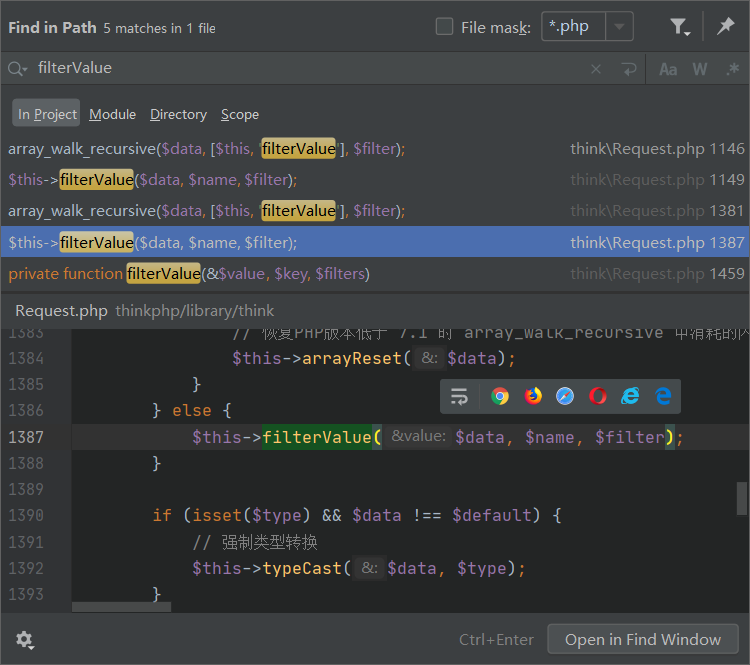 Find in Path 5 matches in 1 file File mask: *.php
filterValue Aa W .*
In Project Module Directory Scope
array_walk_recursive($data, [$this, 'filterValue'], $filter); think\Request.php 1146
$this->filterValue($data, $name, $filter); think\Request.php 1149
array_walk_recursive($data, [$this, 'filterValue'], $filter); think\Request.php 1381
$this->filterValue($data, $name, $filter); think\Request.php 1387
private function filterValue(&$value, $key, $filters) think\Request.php 1459
Request.php thinkphp/library/think
1383 // 恢复PHP版本低于 7.1 时 array_walk_recursive 中消耗的内
1384 $this->arrayReset( &: $data);
1385 }
1386 } else {
1387 $this->filterValue( &value: $data, $name, $filter);
1388 }
1389
1390 if (isset($type) && $data !== $default) {
1391 // 强制类型转换
1392 $this->typeCast( &: $data, $type);
1393 }
Ctrl+Enter Open in Find Window